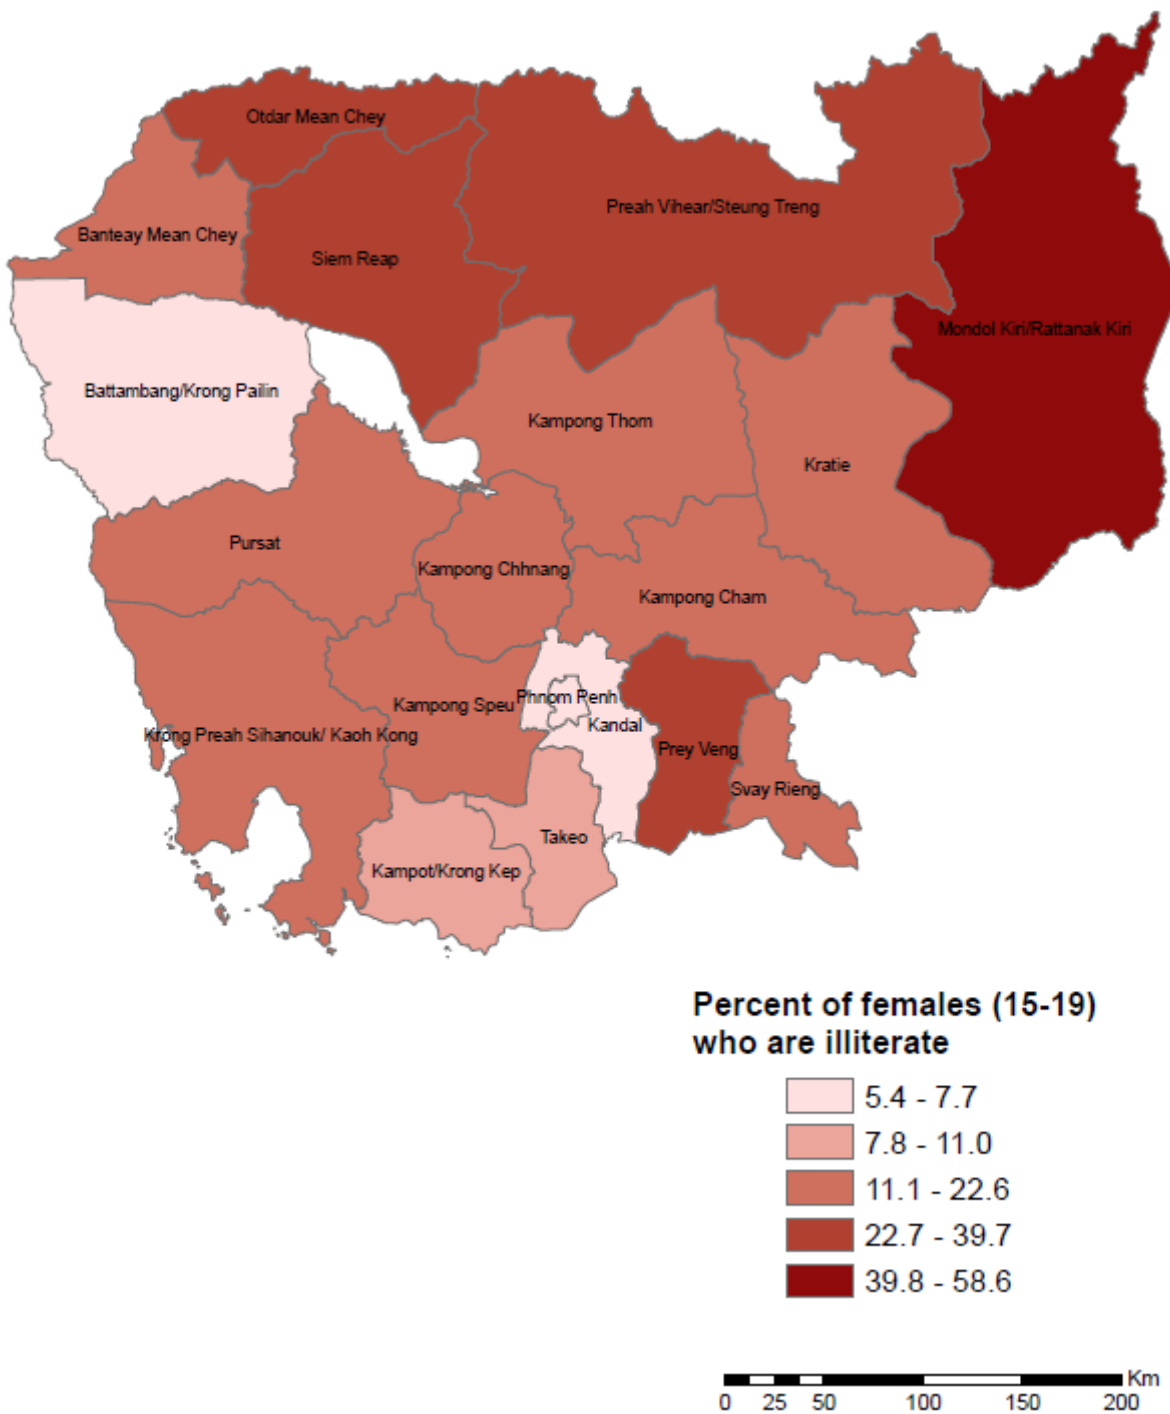 Otdar Mean Chey
Preah Vihear/Steung Treng
Banteay Mean Chey
Siem Reap
Mondol Kiri/Rattanak Kiri
Battambang/Krong Pailin
Kampong Thom
Kratie
Pursat
Kampong Chhnang
Kampong Cham
Phnom Penh
Kampong Speu
Kandal
Krong Preah Sihanouk/ Kaoh Kong
Prey Veng
Svay Rieng
Takeo
Kampot/Krong Kep
Percent of females (15-19)
who are illiterate
5.4 - 7.7
7.8 - 11.0
11.1 - 22.6
22.7 - 39.7
39.8 - 58.6
Km
0 25 50 100 150 200